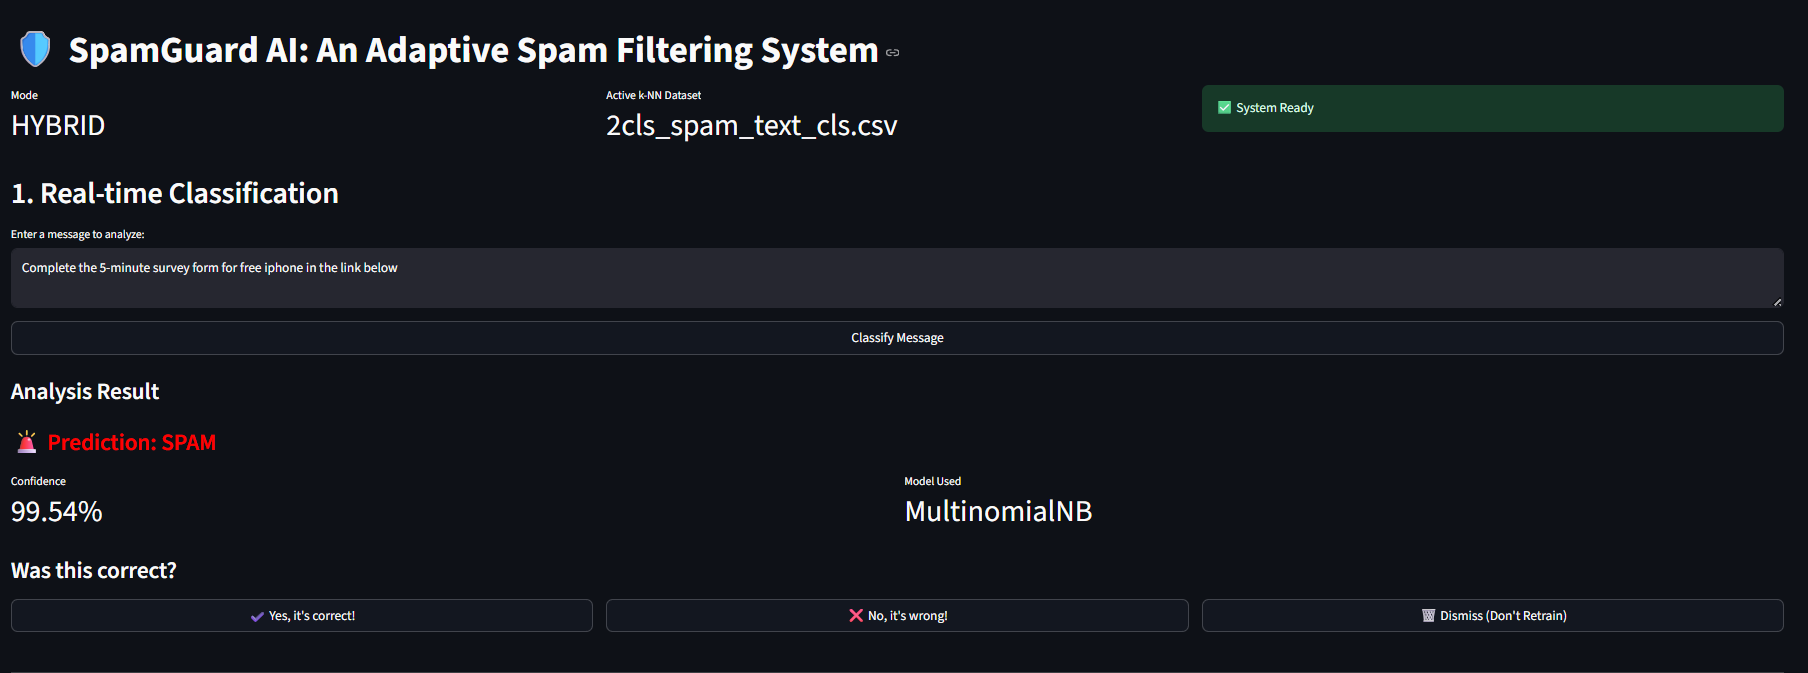 SpamGuard AI: An Adaptive Spam Filtering System
Mode
HYBRID
Active k-NN Dataset
2cls_spam_text_cls.csv
System Ready
1. Real-time Classification
Enter a message to analyze:
Complete the 5-minute survey form for free iphone in the link below
Classify Message
Analysis Result
Prediction: SPAM
Confidence
99.54%
Model Used
MultinomialNB
Was this correct?
Yes, it's correct!
No, it's wrong!
Dismiss (Don't Retrain)